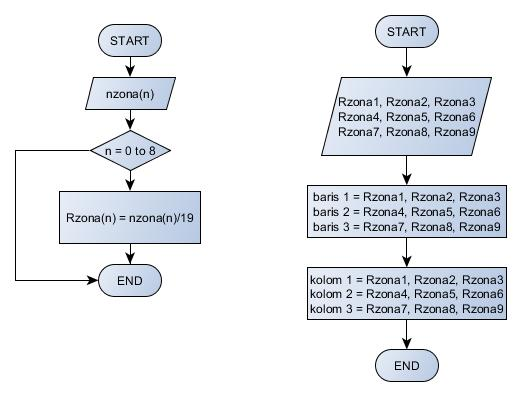 START
nzona(n)
n = 0 to 8
Rzona(n) = nzona(n)/19
END
START
Rzona1, Rzona2, Rzona3
Rzona4, Rzona5, Rzona6
Rzona7, Rzona8, Rzona9
baris 1 = Rzona1, Rzona2, Rzona3
baris 2 = Rzona4, Rzona5, Rzona6
baris 3 = Rzona7, Rzona8, Rzona9
kolom 1 = Rzona1, Rzona2, Rzona3
kolom 2 = Rzona4, Rzona5, Rzona6
kolom 3 = Rzona7, Rzona8, Rzona9
END